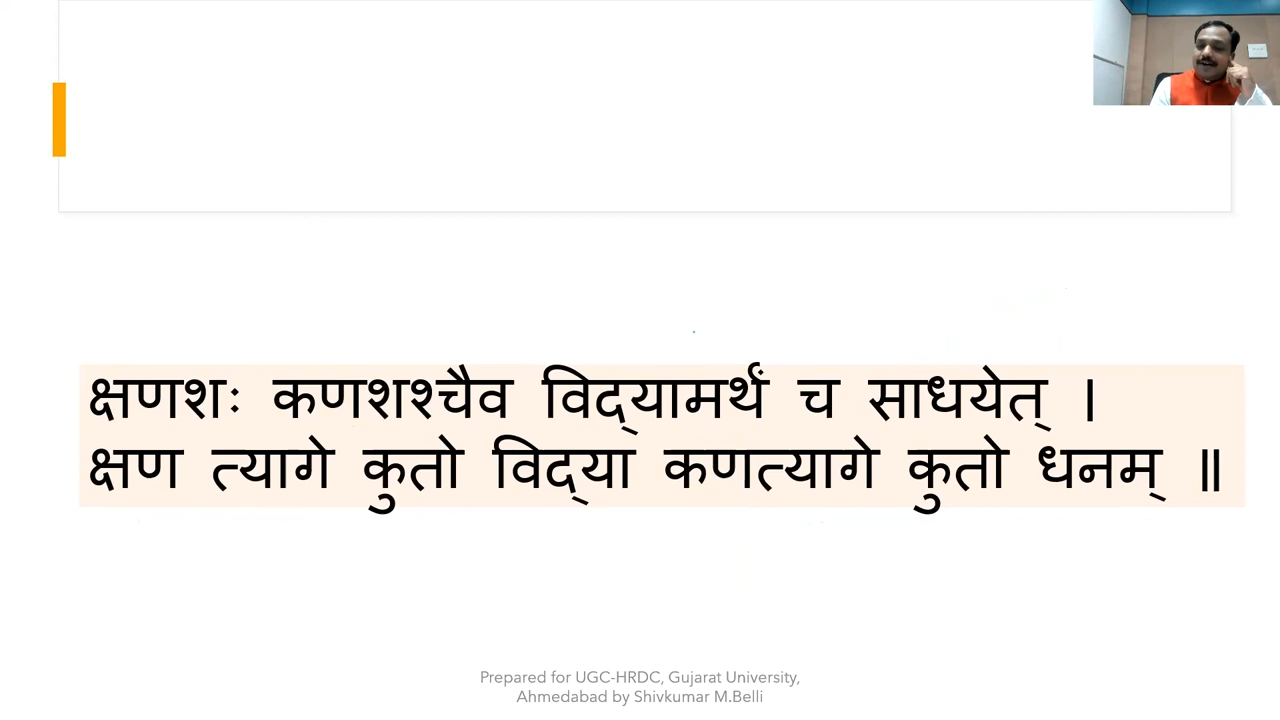 क्षणशः कणशश्चैव विद्यामर्थं च साधयेत् ।
क्षण त्यागे कुतो विद्या कणत्यागे कुतो धनम् ॥
Prepared for UGC-HRDC, Gujarat University,
Ahmedabad by Shivkumar M.Belli